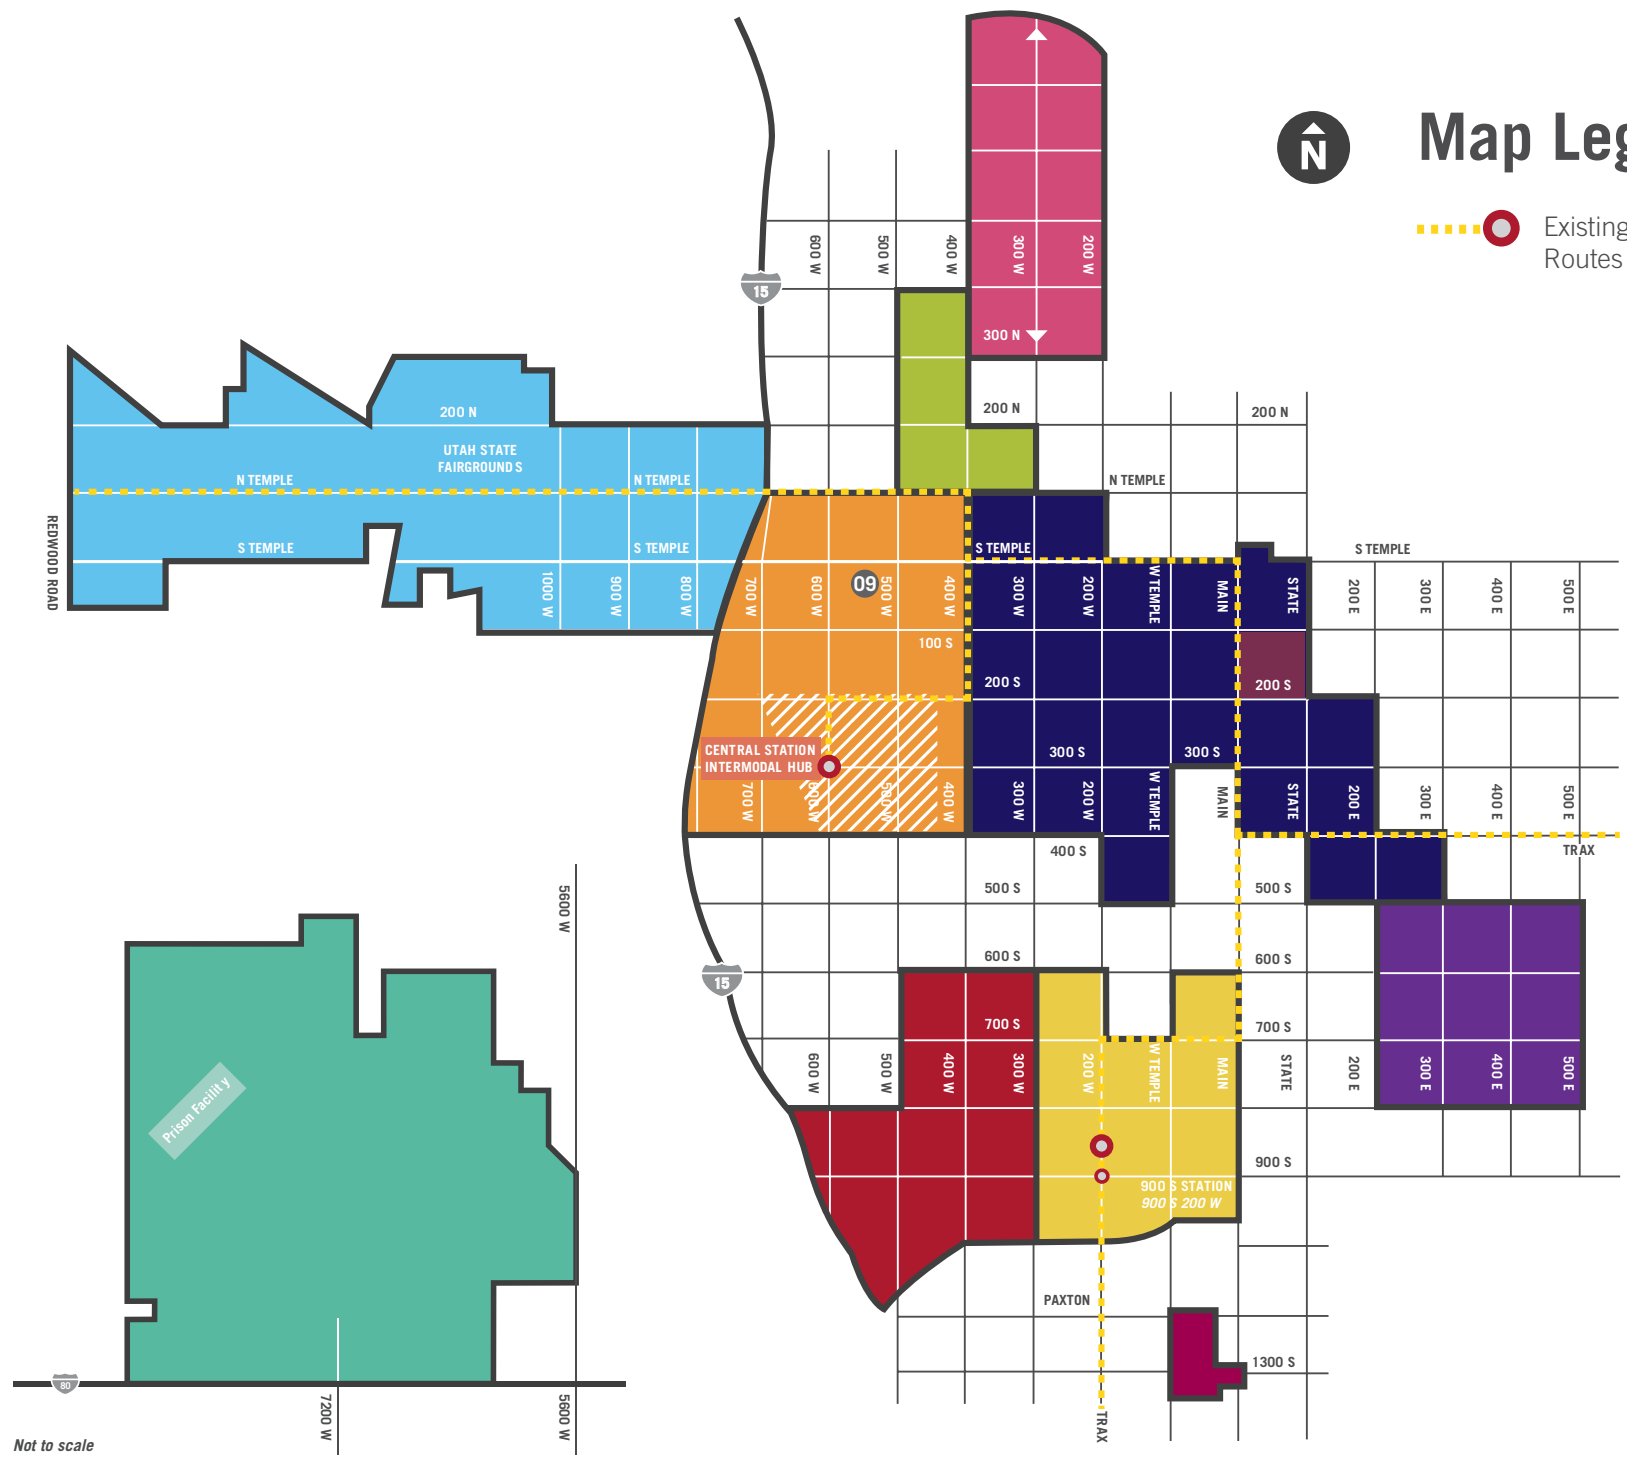 N
Map Leg
Existing
Routes
600 W
500 W
400 W
300 W
200 W
15
300 N
200 N
200 N
200 N
UTAH STATE
FAIRGROUNDS
N TEMPLE
N TEMPLE
N TEMPLE
REDWOOD ROAD
S TEMPLE
S TEMPLE
S TEMPLE
S TEMPLE
1000 W
900 W
800 W
700 W
600 W
09
500 W
400 W
300 W
200 W
W TEMPLE
MAIN
STATE
200 E
300 E
400 E
500 E
100 S
200 S
200 S
CENTRAL STATION
INTERMODAL HUB
300 S
300 S
700 W
600 W
500 W
400 W
300 W
200 W
W TEMPLE
MAIN
STATE
200 E
300 E
400 E
500 E
400 S
TRAX
500 S
500 S
5600 W
600 S
600 S
15
700 S
700 S
600 W
500 W
400 W
300 W
200 W
W TEMPLE
MAIN
STATE
200 E
300 E
400 E
500 E
Prison Facility
900 S
900 S STATION
900 S 200 W
PAXTON
1300 S
80
7200 W
5600 W
TRAX
Not to scale